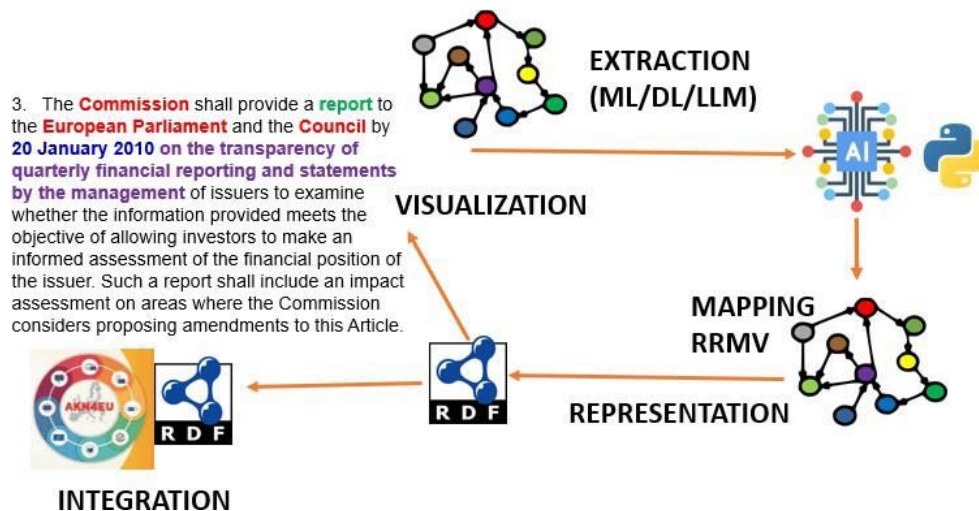 EXTRACTION
(ML/DL/LLM)
3. The Commission shall provide a report to
the European Parliament and the Council by
20 January 2010 on the transparency of
quarterly financial reporting and statements
by the management of issuers to examine
whether the information provided meets the
objective of allowing investors to make an
informed assessment of the financial position of
the issuer. Such a report shall include an impact
assessment on areas where the Commission
considers proposing amendments to this Article.
AI
VISUALIZATION
MAPPING
RRMV
REPRESENTATION
RDF
AKN4EU
RDF
INTEGRATION